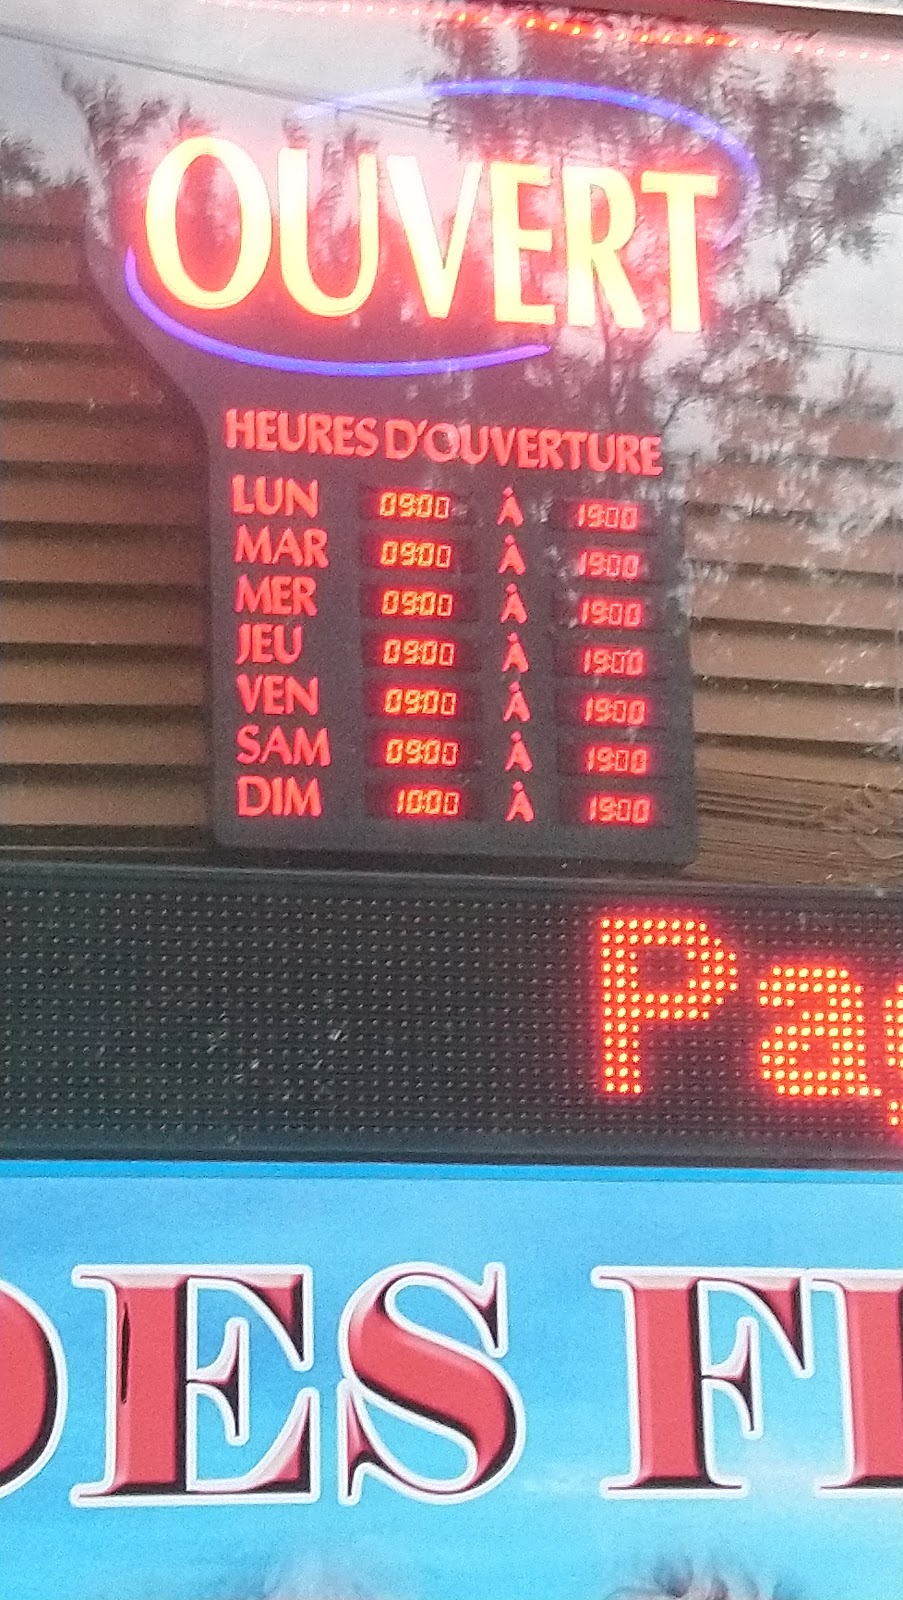 OUVERT
HEURES D'OUVERTURE
LUN 09:00 À 19:00
MAR 09:00 À 19:00
MER 09:00 À 19:00
JEU 09:00 À 19:00
VEN 09:00 À 19:00
SAM 09:00 À 19:00
DIM 10:00 À 19:00
Pa
DES F